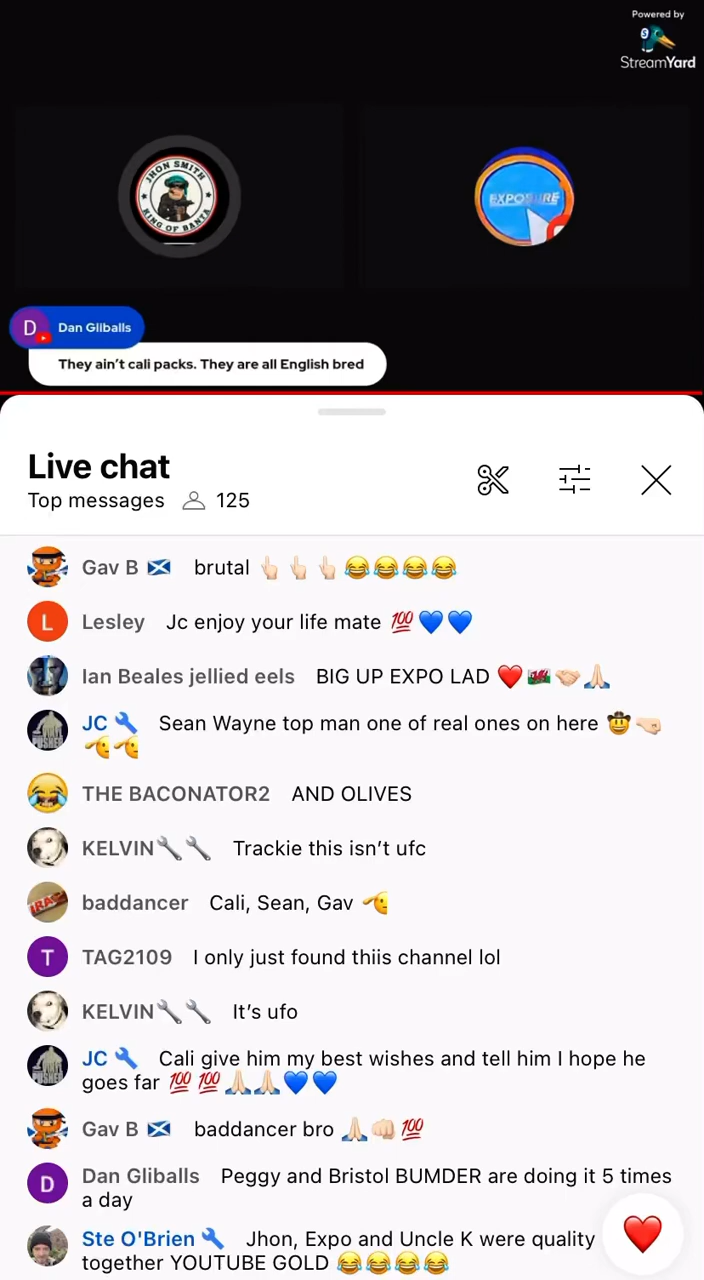 Powered by
StreamYard
JHON SMITH
KING OF BANTA
EXPOSURE
D Dan Gliballs
They ain’t cali packs. They are all English bred
Live chat
Top messages 125
Gav B 🏴󠁧󠁢󠁳󠁣󠁴󠁿 brutal 👆🏻👆🏻👆🏻😂😂😂😂
L Lesley Jc enjoy your life mate 💯💙💙
Ian Beales jellied eels BIG UP EXPO LAD ❤️🏴󠁧󠁢󠁷󠁬󠁳󠁿🤝🏻🙏🏻
JC 🔧 Sean Wayne top man one of real ones on here 🤠🤜🏻
🫡🫡
THE BACONATOR2 AND OLIVES
KELVIN🔧🔧 Trackie this isn’t ufc
baddancer Cali, Sean, Gav 🫡
T TAG2109 I only just found thiis channel lol
KELVIN🔧🔧 It’s ufo
JC 🔧 Cali give him my best wishes and tell him I hope he
goes far 💯💯🙏🏻🙏🏻💙💙
Gav B 🏴󠁧󠁢󠁳󠁣󠁴󠁿 baddancer bro 🙏🏻👊🏻💯
D Dan Gliballs Peggy and Bristol BUMDER are doing it 5 times
a day
Ste O'Brien 🔧 Jhon, Expo and Uncle K were quality
together YOUTUBE GOLD 😂😂😂😂